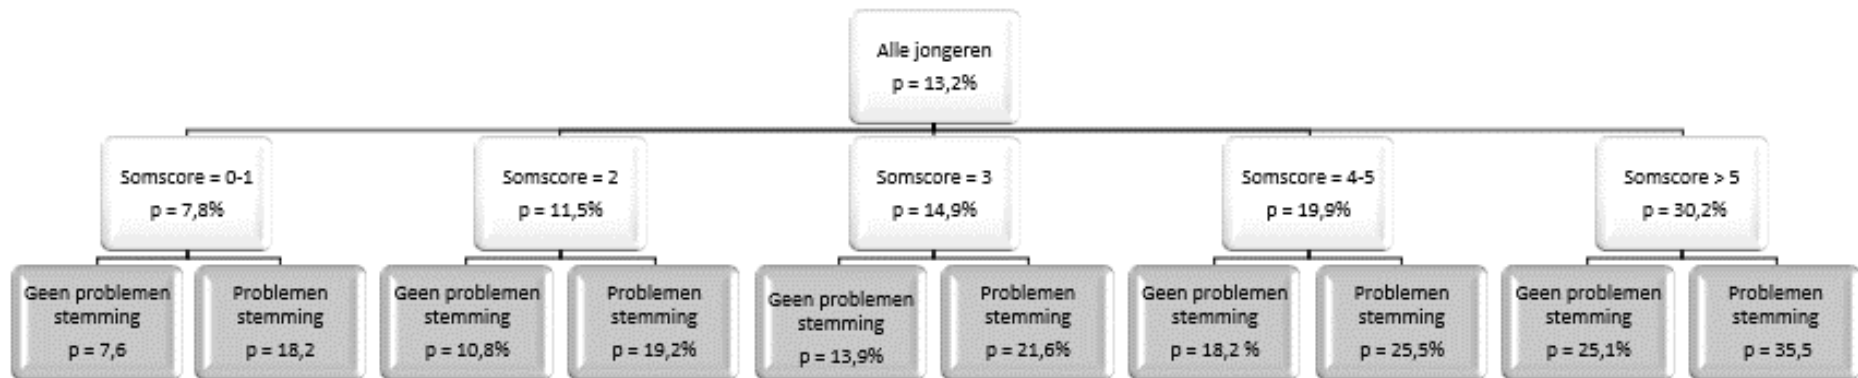 Alle jongeren
p = 13,2%
Somscore = 0-1
p = 7,8%
Somscore = 2
p = 11,5%
Somscore = 3
p = 14,9%
Somscore = 4-5
p = 19,9%
Somscore > 5
p = 30,2%
Geen problemen
stemming
p = 7,6
Problemen
stemming
p = 18,2
Geen problemen
stemming
p = 10,8%
Problemen
stemming
p = 19,2%
Geen problemen
stemming
p = 13,9%
Problemen
stemming
p = 21,6%
Geen problemen
stemming
p = 18,2 %
Problemen
stemming
p = 25,5%
Geen problemen
stemming
p = 25,1%
Problemen
stemming
p = 35,5